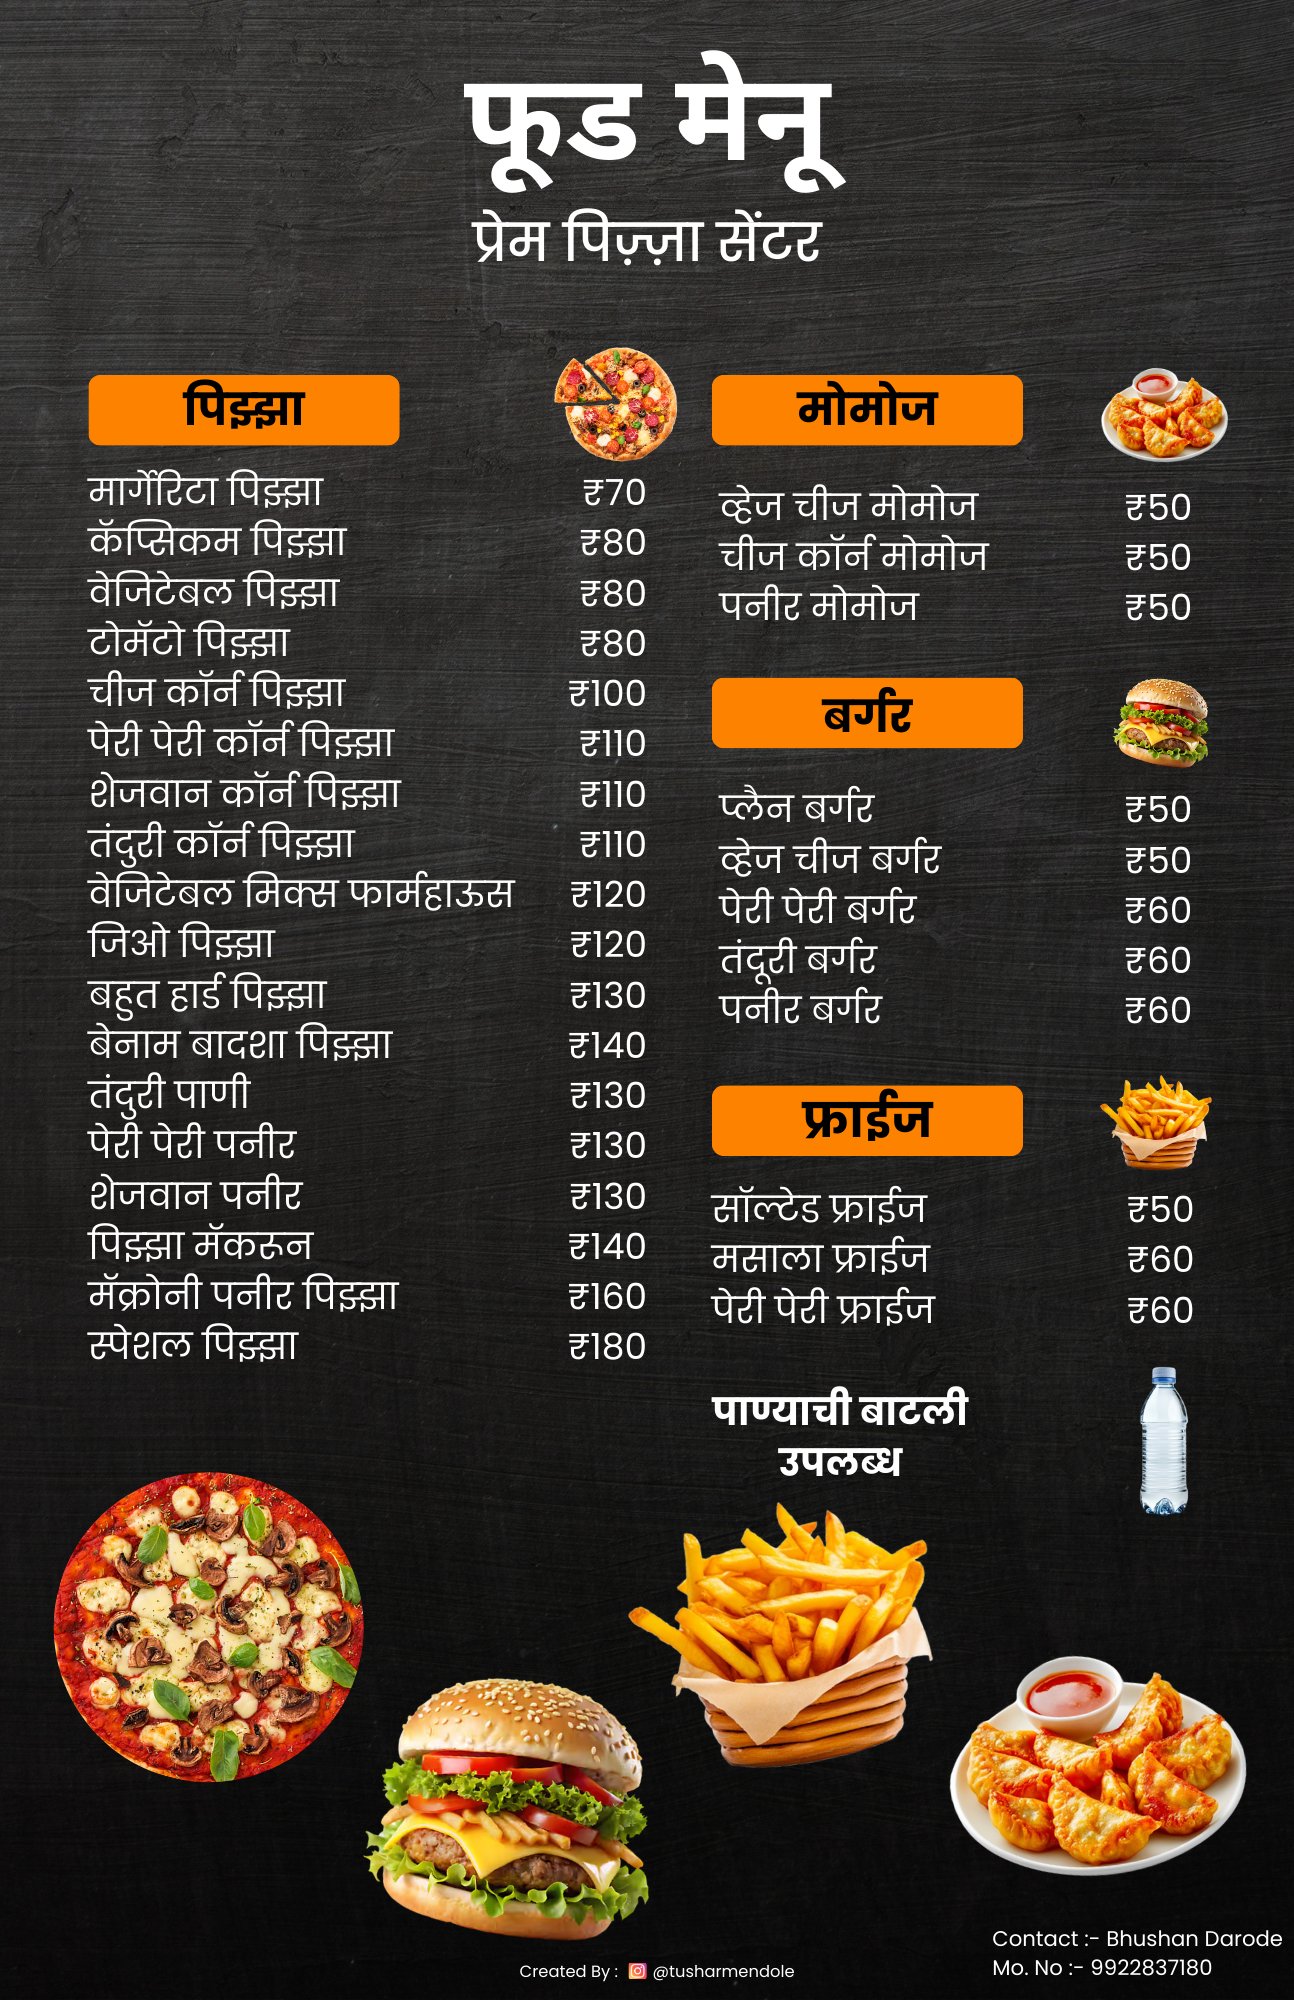 फूड मेनू
प्रेम पिज़्ज़ा सेंटर
पिझ्झा
मार्गेरिटा पिझ्झा ₹70
कॅप्सिकम पिझ्झा ₹80
वेजिटेबल पिझ्झा ₹80
टोमॅटो पिझ्झा ₹80
चीज कॉर्न पिझ्झा ₹100
पेरी पेरी कॉर्न पिझ्झा ₹110
शेजवान कॉर्न पिझ्झा ₹110
तंदुरी कॉर्न पिझ्झा ₹110
वेजिटेबल मिक्स फार्महाऊस ₹120
जिओ पिझ्झा ₹120
बहुत हार्ड पिझ्झा ₹130
बेनाम बादशा पिझ्झा ₹140
तंदुरी पाणी ₹130
पेरी पेरी पनीर ₹130
शेजवान पनीर ₹130
पिझ्झा मॅकरून ₹140
मॅक्रोनी पनीर पिझ्झा ₹160
स्पेशल पिझ्झा ₹180
मोमोज
व्हेज चीज मोमोज ₹50
चीज कॉर्न मोमोज ₹50
पनीर मोमोज ₹50
बर्गर
प्लैन बर्गर ₹50
व्हेज चीज बर्गर ₹50
पेरी पेरी बर्गर ₹60
तंदूरी बर्गर ₹60
पनीर बर्गर ₹60
फ्राईज
सॉल्टेड फ्राईज ₹50
मसाला फ्राईज ₹60
पेरी पेरी फ्राईज ₹60
पाण्याची बाटली
उपलब्ध
Contact :- Bhushan Darode
Mo. No :- 9922837180
Created By : @tusharmendole